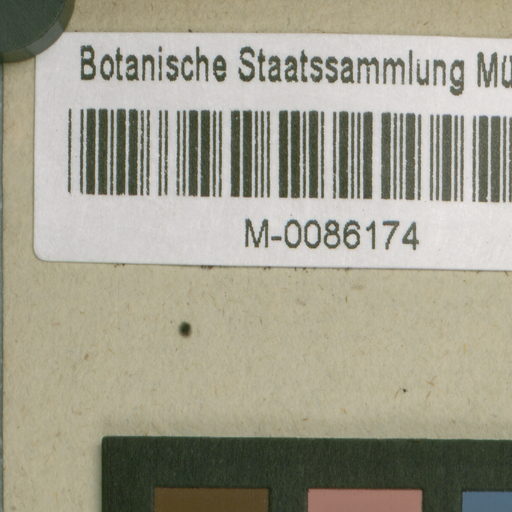 Botanische Staatssammlung Mü
M-0086174